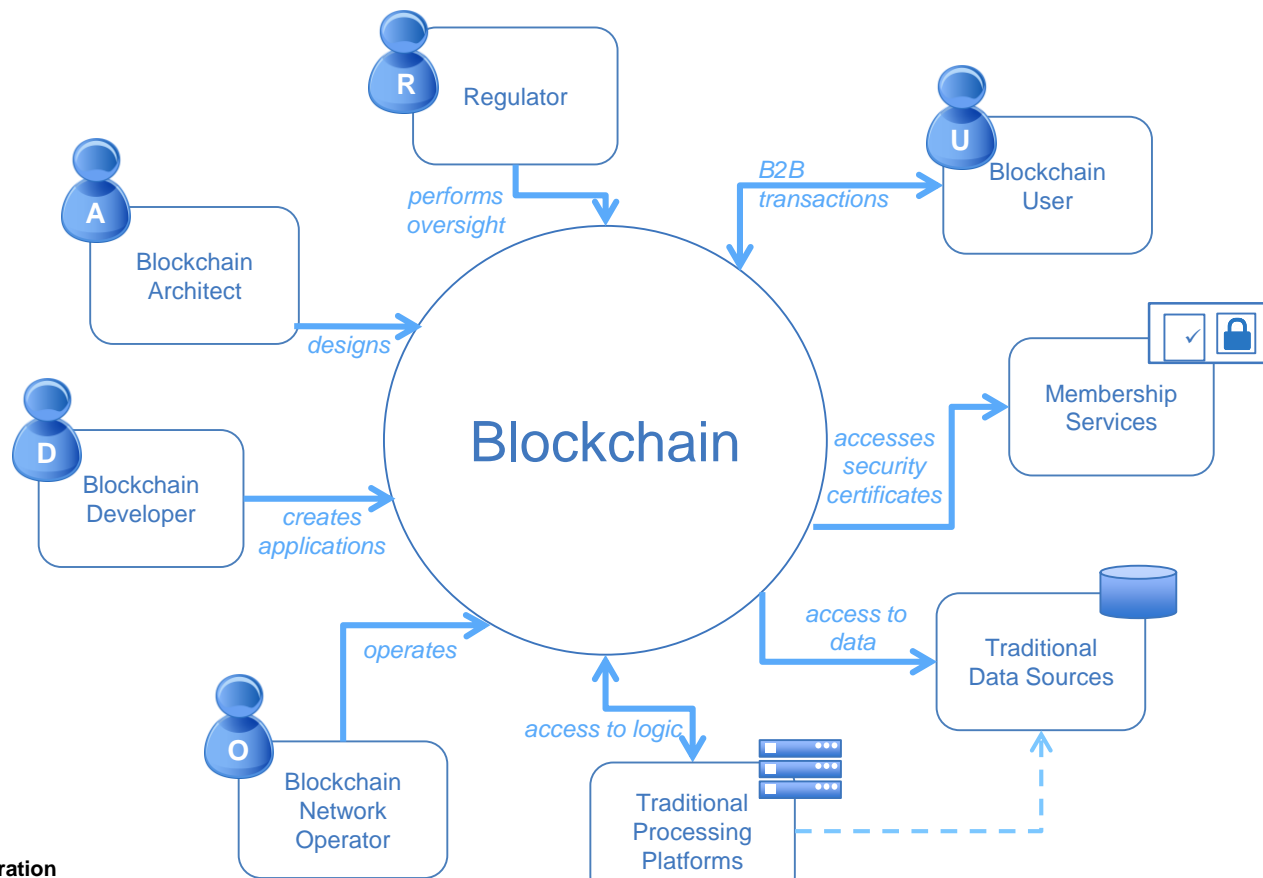 R
Regulator
U
Blockchain
User
B2B
transactions
performs
oversight
A
Blockchain
Architect
designs
Membership
Services
Blockchain
accesses
security
certificates
D
Blockchain
Developer
creates
applications
access to
data
Traditional
Data Sources
operates
access to logic
O
Blockchain
Network
Operator
Traditional
Processing
Platforms
ration